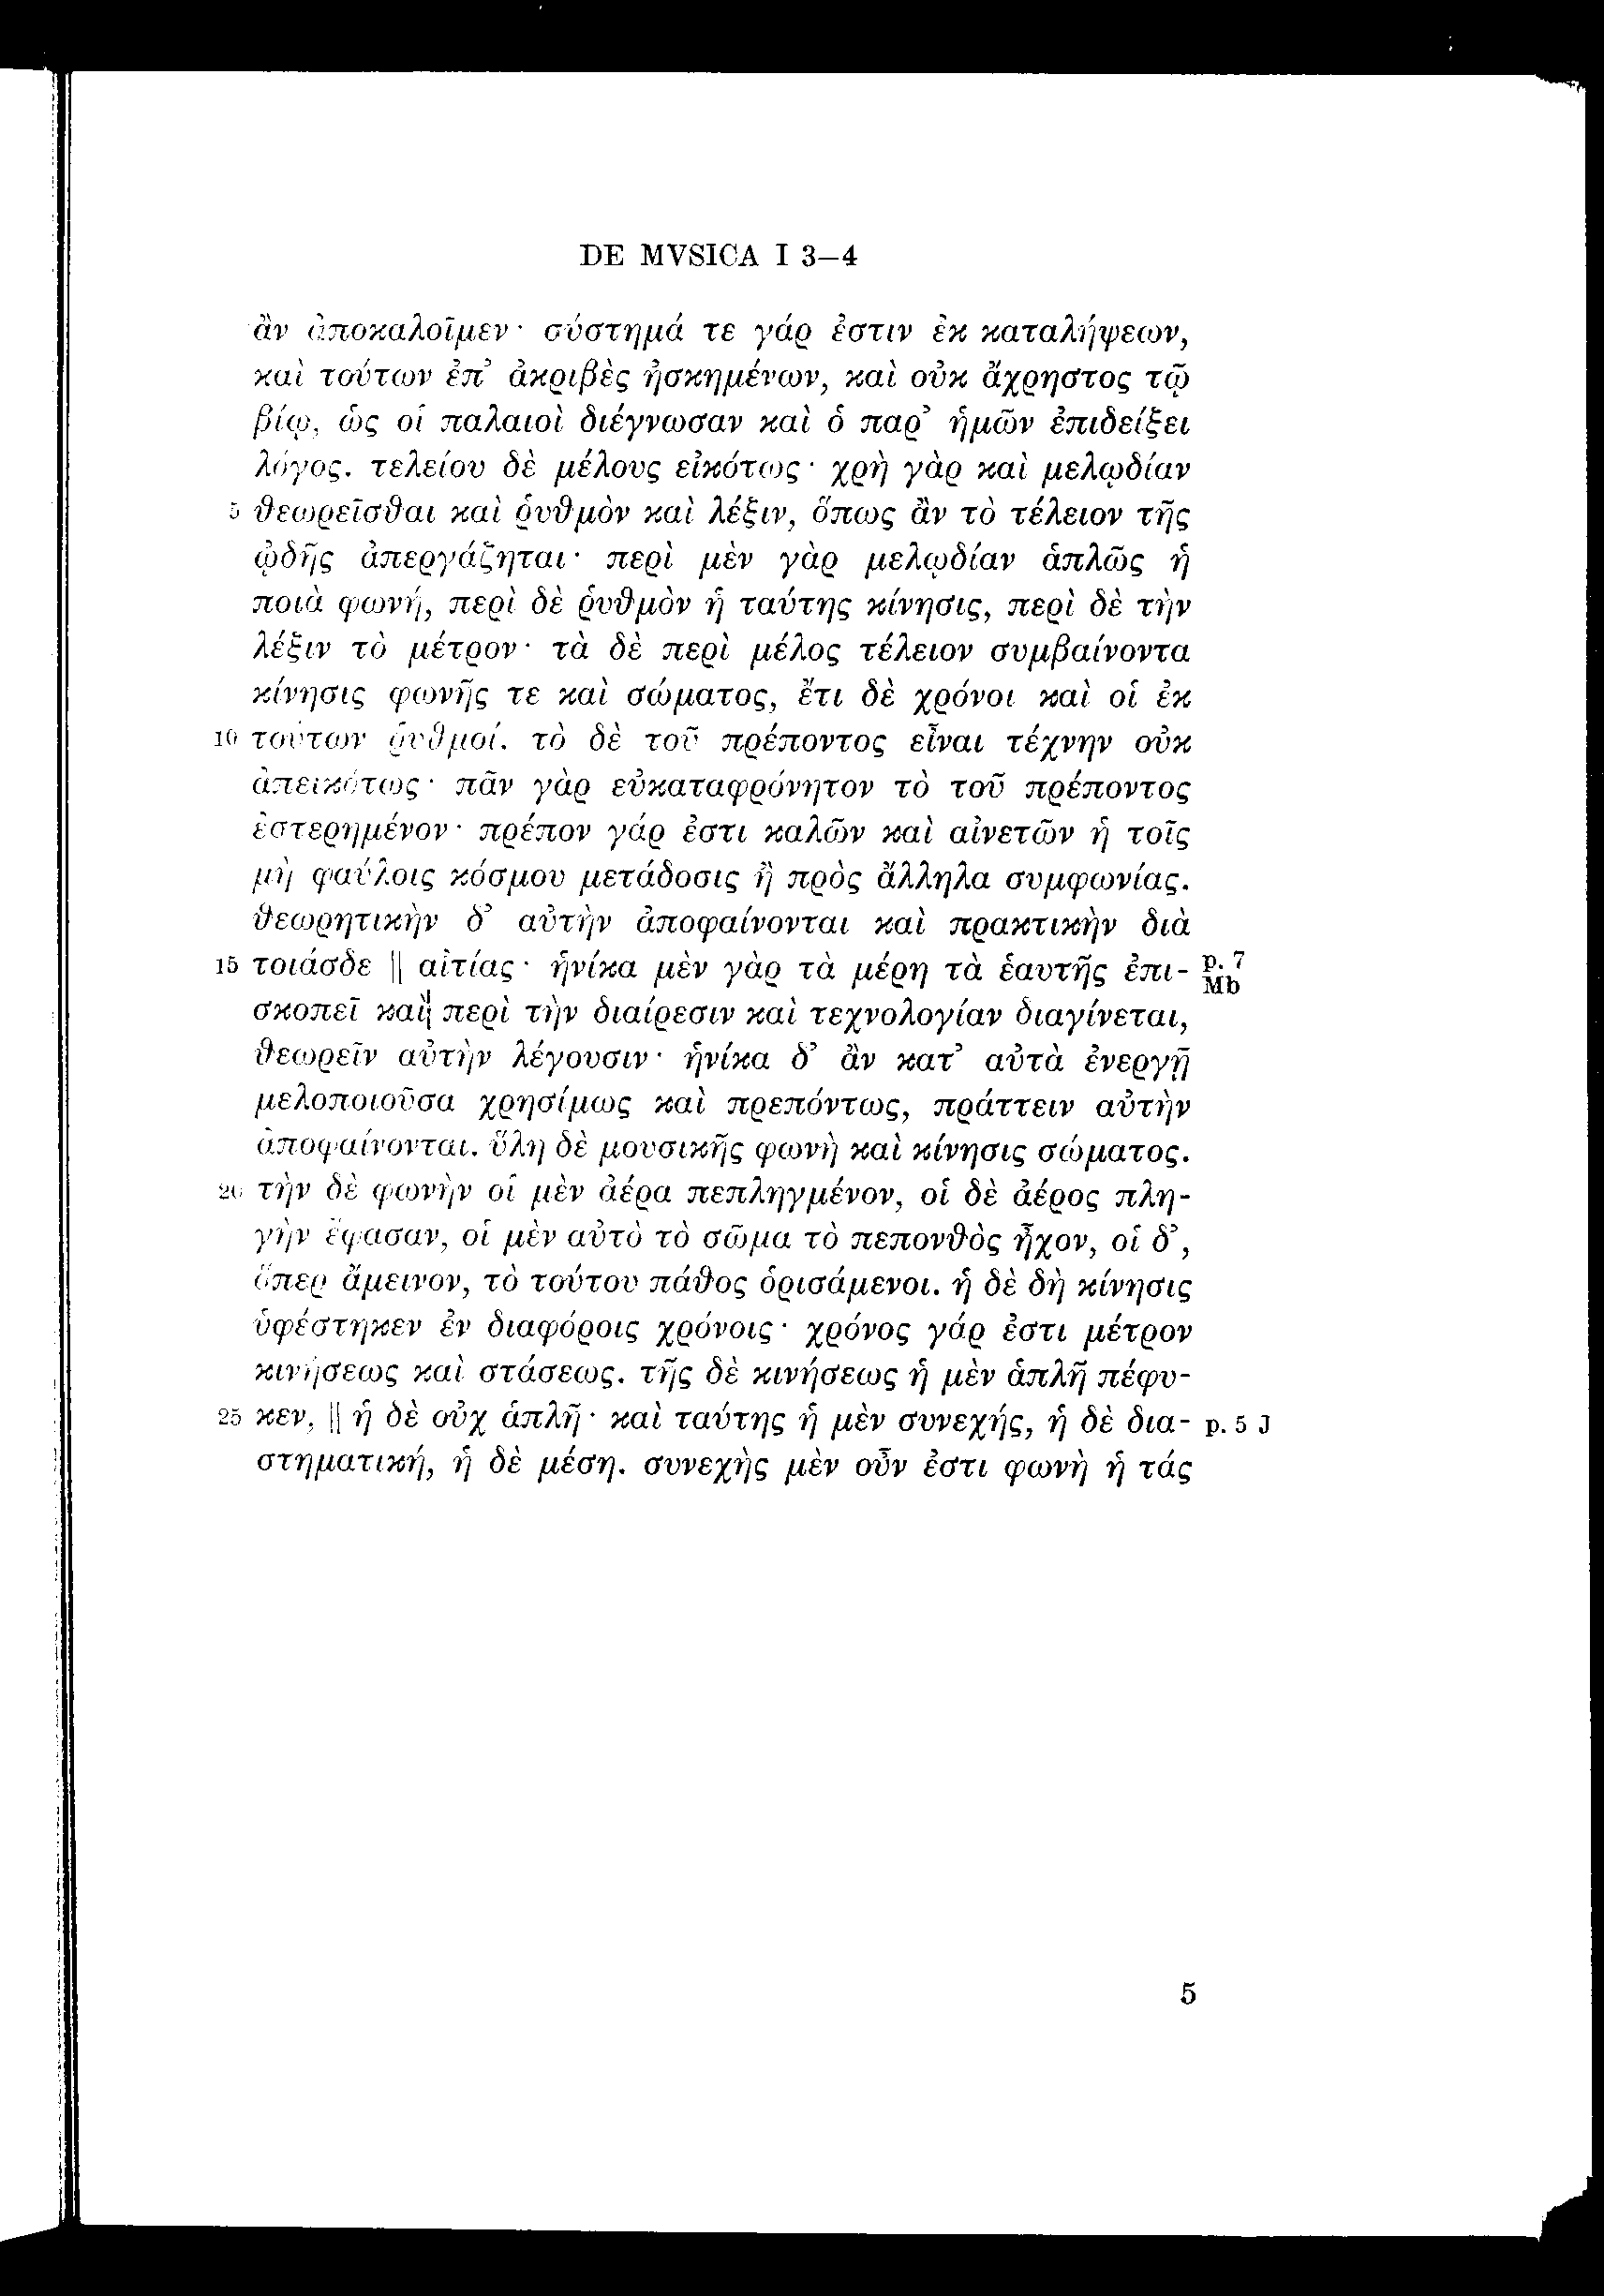 DE MVSICA I 3–4
ἂν ἀποκαλοῖμεν· σύστημά τε γάρ ἐστιν ἐκ καταλήψεων,
καὶ τούτων ἐπ’ ἀκριβὲς ἠσκημένων, καὶ οὐκ ἄχρηστος τῷ
βίῳ, ὡς οἱ παλαιοὶ διέγνωσαν καὶ ὁ παρ’ ἡμῶν ἐπιδείξει
λόγος. τελείου δὲ μέλους εἰκότως· χρὴ γὰρ καὶ μελῳδίαν
5 θεωρεῖσθαι καὶ ῥυθμὸν καὶ λέξιν, ὅπως ἂν τὸ τέλειον τῆς
ᾠδῆς ἀπεργάζηται· περὶ μὲν γὰρ μελῳδίαν ἁπλῶς ἡ
ποιὰ φωνή, περὶ δὲ ῥυθμὸν ἡ ταύτης κίνησις, περὶ δὲ τὴν
λέξιν τὸ μέτρον· τὰ δὲ περὶ μέλος τέλειον συμβαίνοντα
κίνησις φωνῆς τε καὶ σώματος, ἔτι δὲ χρόνοι καὶ οἱ ἐκ
10 τούτων ῥυθμοί. τὸ δὲ τοῦ πρέποντος εἶναι τέχνην οὐκ
ἀπεικότως· πᾶν γὰρ εὐκαταφρόνητον τὸ τοῦ πρέποντος
ἐστερημένον· πρέπον γάρ ἐστι καλῶν καὶ αἰνετῶν ἡ τοῖς
μὴ φαύλοις κόσμου μετάδοσις ἢ πρὸς ἄλληλα συμφωνίας.
θεωρητικὴν δ’ αὐτὴν ἀποφαίνονται καὶ πρακτικὴν διὰ
15 τοιάσδε || αἰτίας· ἡνίκα μὲν γὰρ τὰ μέρη τὰ ἑαυτῆς ἐπι- p. 7 Mb
σκοπεῖ καὶ περὶ τὴν διαίρεσιν καὶ τεχνολογίαν διαγίνεται,
θεωρεῖν αὐτὴν λέγουσιν· ἡνίκα δ’ ἂν κατ’ αὐτὰ ἐνεργῇ
μελοποιοῦσα χρησίμως καὶ πρεπόντως, πράττειν αὐτὴν
ἀποφαίνονται. ὕλη δὲ μουσικῆς φωνὴ καὶ κίνησις σώματος.
20 τὴν δὲ φωνὴν οἱ μὲν ἀέρα πεπληγμένον, οἱ δὲ ἀέρος πλη-
γὴν ἔφασαν, οἱ μὲν αὐτὸ τὸ σῶμα τὸ πεπονθὸς ἦχον, οἱ δ’,
ὅπερ ἄμεινον, τὸ τούτου πάθος ὁρισάμενοι. ἡ δὲ δὴ κίνησις
ὑφέστηκεν ἐν διαφόροις χρόνοις· χρόνος γάρ ἐστι μέτρον
κινήσεως καὶ στάσεως. τῆς δὲ κινήσεως ἡ μὲν ἁπλῆ πέφυ-
25 κεν, || ἡ δὲ οὐχ ἁπλῆ· καὶ ταύτης ἡ μὲν συνεχής, ἡ δὲ δια- p. 5 J
στηματική, ἡ δὲ μέση. συνεχὴς μὲν οὖν ἐστι φωνὴ ἡ τάς
5